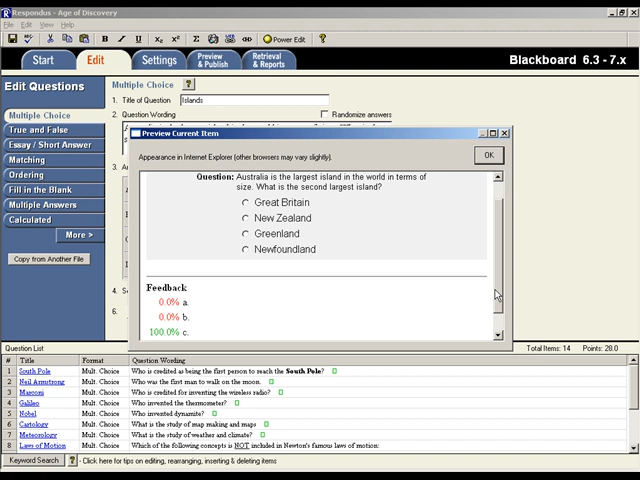 Respondus - Age of Discovery
File Edit View Help
B I U X₂ X² Σ Power Edit ?
Start Edit Settings Preview & Publish Retrieval & Reports Blackboard 6.3 - 7.x
Edit Questions
Multiple Choice
True and False
Essay / Short Answer
Matching
Ordering
Fill in the Blank
Multiple Answers
Calculated
More >
Copy from Another File
Multiple Choice ?
1. Title of Question Islands
2. Question Wording Randomize answers
3. A
4. S
6.
Preview Current Item
Appearance in Internet Explorer (other browsers may vary slightly).
OK
Question: Australia is the largest island in the world in terms of
size. What is the second largest island?
Great Britain
New Zealand
Greenland
Newfoundland
Feedback
0.0% a.
0.0% b.
100.0% c.
Question List Total Items: 14 Points: 28.0
# Title Format Question Wording
1 South Pole Mult. Choice Who is credited as being the first person to reach the South Pole?
2 Neil Armstrong Mult. Choice Who was the first man to walk on the moon.
3 Marconi Mult. Choice Who is credited for inventing the wireless radio?
4 Galileo Mult. Choice Who invented the thermometer?
5 Nobel Mult. Choice Who invented dynamite?
6 Cartology Mult. Choice What is the study of map making and maps
7 Meteorology Mult. Choice What is the study of weather and climate?
8 Laws of Motion Mult. Choice Which of the following concepts is NOT included in Newton's famous laws of motion:
Keyword Search ? - Click here for tips on editing, rearranging, inserting & deleting items